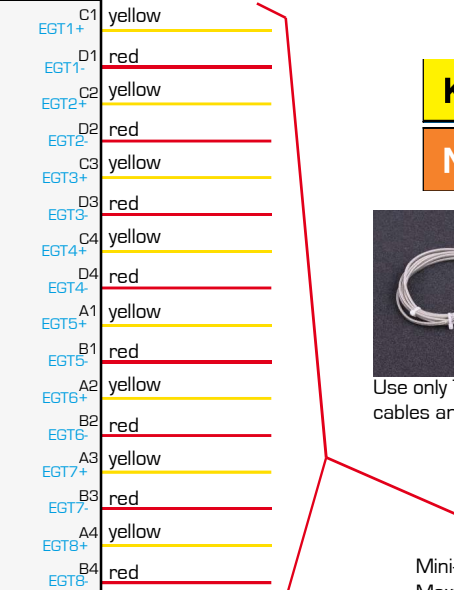 C1 yellow
EGT1+
D1 red
EGT1-
C2 yellow
EGT2+
D2 red
EGT2-
C3 yellow
EGT3+
D3 red
EGT3-
C4 yellow
EGT4+
D4 red
EGT4-
A1 yellow
EGT5+
B1 red
EGT5-
A2 yellow
EGT6+
B2 red
EGT6-
A3 yellow
EGT7+
B3 red
EGT7-
A4 yellow
EGT8+
B4 red
EGT8-
K
N
Use only
cables
Mini-